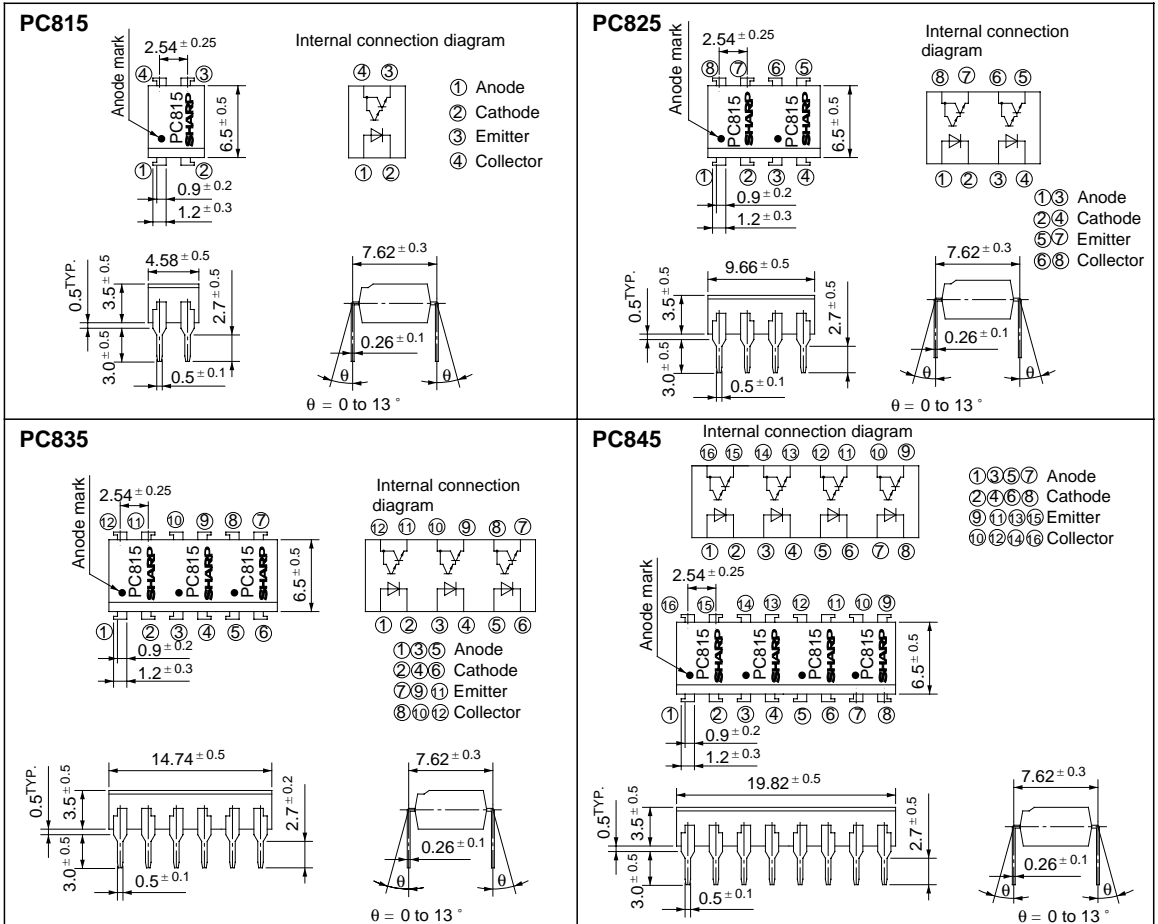 PC815
Anode mark
2.54 ± 0.25
Internal connection diagram
④ ③
④ ③
① Anode
② Cathode
③ Emitter
④ Collector
PC815
SHARP
6.5 ± 0.5
① ②
① ②
0.9 ± 0.2
1.2 ± 0.3
4.58 ± 0.5
7.62 ± 0.3
0.5 TYP.
3.5 ± 0.5
2.7 ± 0.5
3.0 ± 0.5
0.5 ± 0.1
0.26 ± 0.1
θ θ
θ = 0 to 13 °
PC825
Anode mark
2.54 ± 0.25
Internal connection
diagram
⑧ ⑦ ⑥ ⑤
⑧ ⑦ ⑥ ⑤
PC815
SHARP
PC815
SHARP
6.5 ± 0.5
① ② ③ ④
① ② ③ ④
0.9 ± 0.2
1.2 ± 0.3
①③ Anode
②④ Cathode
⑤⑦ Emitter
⑥⑧ Collector
9.66 ± 0.5
7.62 ± 0.3
0.5 TYP.
3.5 ± 0.5
2.7 ± 0.5
3.0 ± 0.5
0.5 ± 0.1
0.26 ± 0.1
θ θ
θ = 0 to 13 °
PC835
Anode mark
2.54 ± 0.25
Internal connection
diagram
⑫ ⑪ ⑩ ⑨ ⑧ ⑦
⑫ ⑪ ⑩ ⑨ ⑧ ⑦
PC815
SHARP
PC815
SHARP
PC815
SHARP
6.5 ± 0.5
① ② ③ ④ ⑤ ⑥
① ② ③ ④ ⑤ ⑥
0.9 ± 0.2
1.2 ± 0.3
①③⑤ Anode
②④⑥ Cathode
⑦⑨⑪ Emitter
⑧⑩⑫ Collector
14.74 ± 0.5
7.62 ± 0.3
0.5 TYP.
3.5 ± 0.5
2.7 ± 0.2
3.0 ± 0.5
0.5 ± 0.1
0.26 ± 0.1
θ θ
θ = 0 to 13 °
PC845
Internal connection diagram
⑯ ⑮ ⑭ ⑬ ⑫ ⑪ ⑩ ⑨
① ② ③ ④ ⑤ ⑥ ⑦ ⑧
①③⑤⑦ Anode
②④⑥⑧ Cathode
⑨⑪⑬⑮ Emitter
⑩⑫⑭⑯ Collector
Anode mark
2.54 ± 0.25
⑯ ⑮ ⑭ ⑬ ⑫ ⑪ ⑩ ⑨
PC815
SHARP
PC815
SHARP
PC815
SHARP
PC815
SHARP
6.5 ± 0.5
① ② ③ ④ ⑤ ⑥ ⑦ ⑧
0.9 ± 0.2
1.2 ± 0.3
19.82 ± 0.5
7.62 ± 0.3
0.5 TYP.
3.5 ± 0.5
2.7 ± 0.5
3.0 ± 0.5
0.5 ± 0.1
0.26 ± 0.1
θ θ
θ = 0 to 13 °